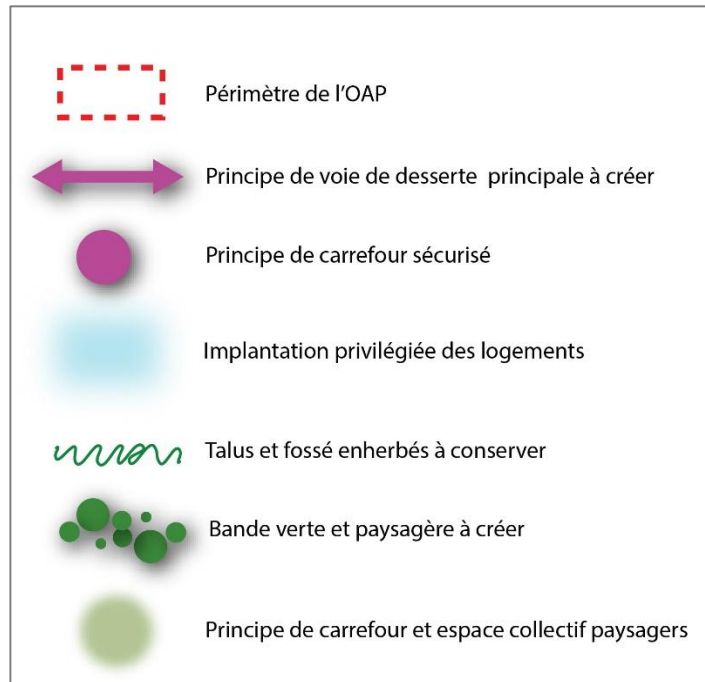 Périmètre de l'OAP
Principe de voie de desserte  principale à créer
Principe de carrefour sécurisé
Implantation privilégiée des logements
Talus et fossé enherbés à conserver
Bande verte et paysagère à créer
Principe de carrefour et espace collectif paysagers